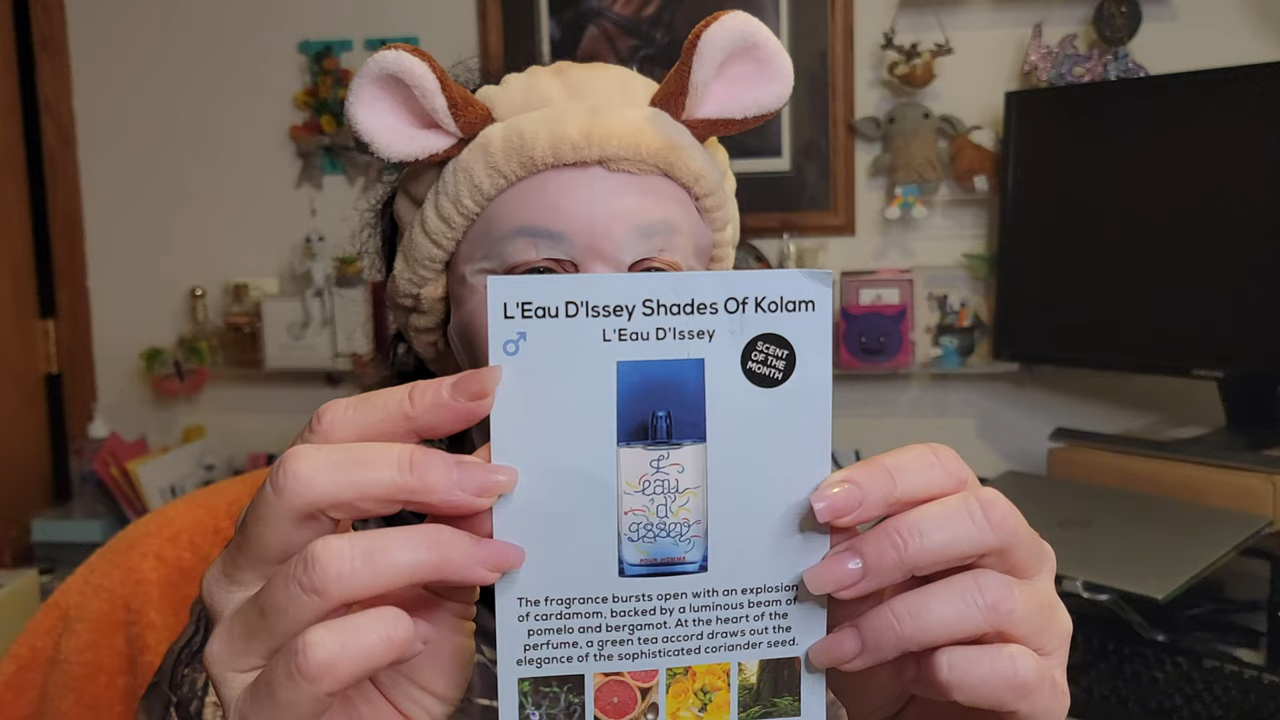 L'Eau D'Issey Shades Of Kolam
L'Eau D'Issey
SCENT
OF THE
MONTH
L'
eau
d'
Issey
POUR HOMME
The fragrance bursts open with an explosion
of cardamom, backed by a luminous beam of
pomelo and bergamot. At the heart of the
perfume, a green tea accord draws out the
elegance of the sophisticated coriander seed.